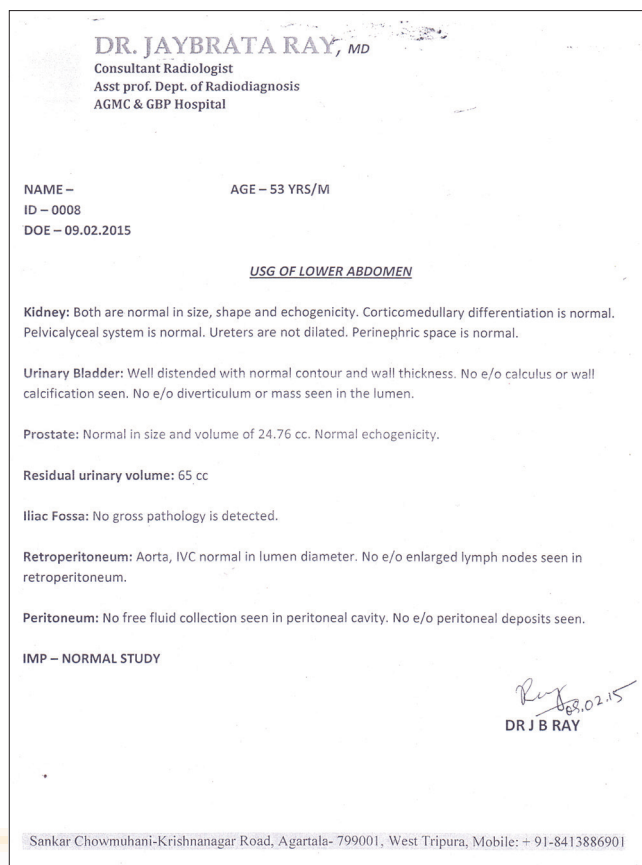 DR. JAYBRATA RAY, MD
Consultant Radiologist
Asst prof. Dept. of Radiodiagnosis
AGMC & GBP Hospital
NAME – AGE – 53 YRS/M
ID – 0008
DOE – 09.02.2015
USG OF LOWER ABDOMEN
Kidney: Both are normal in size, shape and echogenicity. Corticomedullary differentiation is normal.
Pelvicalyceal system is normal. Ureters are not dilated. Perinephric space is normal.
Urinary Bladder: Well distended with normal contour and wall thickness. No e/o calculus or wall
calcification seen. No e/o diverticulum or mass seen in the lumen.
Prostate: Normal in size and volume of 24.76 cc. Normal echogenicity.
Residual urinary volume: 65 cc
Iliac Fossa: No gross pathology is detected.
Retroperitoneum: Aorta, IVC normal in lumen diameter. No e/o enlarged lymph nodes seen in
retroperitoneum.
Peritoneum: No free fluid collection seen in peritoneal cavity. No e/o peritoneal deposits seen.
IMP – NORMAL STUDY
Ray
02.15
DR J B RAY
Sankar Chowmuhani-Krishnanagar Road, Agartala- 799001, West Tripura, Mobile: + 91-8413886901